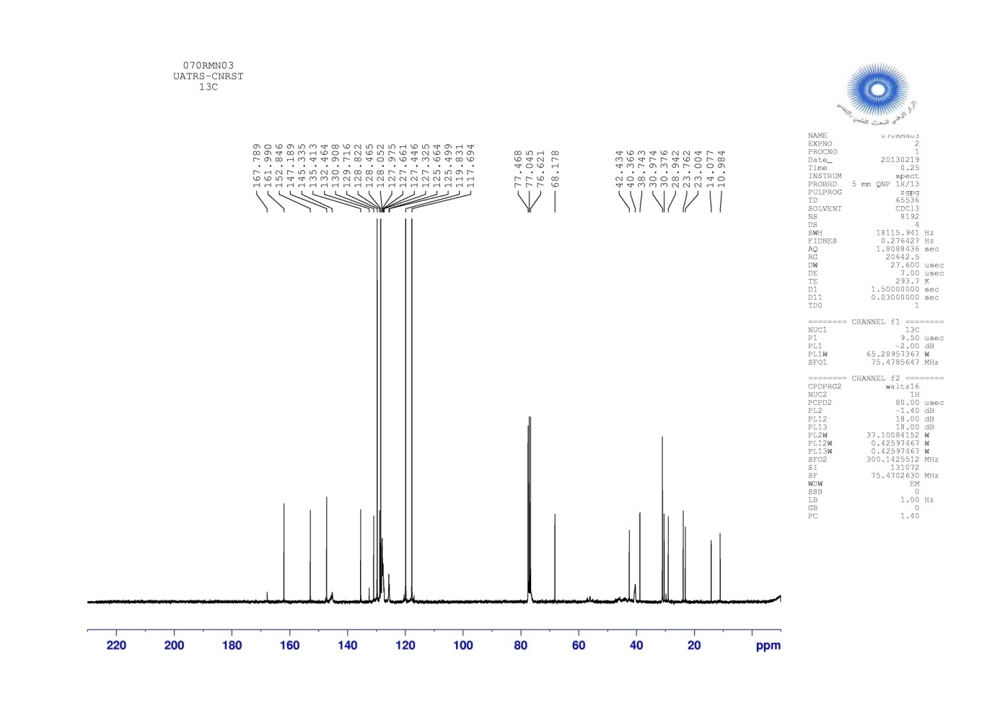 070RMN03
UATRS-CNRST
13C
167.789
161.990
152.846
147.189
145.335
135.413
132.464
130.908
129.716
128.822
128.465
128.052
127.975
127.661
127.446
127.325
125.664
125.499
119.831
117.694
77.468
77.045
76.621
68.178
42.434
40.366
38.743
30.974
30.376
28.942
23.762
23.004
14.077
10.984
NAME 070RMN03
EXPNO 2
PROCNO 1
Date_ 20130219
Time 0.25
INSTRUM spect
PROBHD 5 mm QNP 1H/13
PULPROG zgpg
TD 65536
SOLVENT CDCl3
NS 8192
DS 4
SWH 18115.941 Hz
FIDRES 0.276427 Hz
AQ 1.8088436 sec
RG 20642.5
DW 27.600 usec
DE 7.00 usec
TE 293.7 K
D1 1.50000000 sec
D11 0.03000000 sec
TD0 1
======== CHANNEL f1 ========
NUC1 13C
P1 9.50 usec
PL1 -2.00 dB
PL1W 65.28957367 W
SFO1 75.4785647 MHz
======== CHANNEL f2 ========
CPDPRG2 waltz16
NUC2 1H
PCPD2 80.00 usec
PL2 -1.40 dB
PL12 18.00 dB
PL13 18.00 dB
PL2W 37.10084152 W
PL12W 0.42597467 W
PL13W 0.42597467 W
SFO2 300.1425512 MHz
SI 131072
SF 75.4702630 MHz
WDW EM
SSB 0
LB 1.00 Hz
GB 0
PC 1.40
220 200 180 160 140 120 100 80 60 40 20 ppm